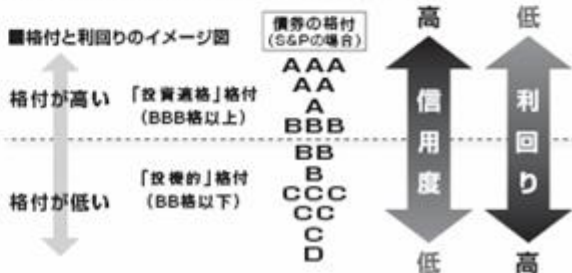 ■格付と利回りのイメージ図
債券の格付
(S&Pの場合)
高
低
格付が高い
「投資適格」格付
(BBB格以上)
AAA
AA
A
BBB
BB
B
CCC
CC
C
D
格付が低い
「投機的」格付
(BB格以下)
信用度
利回り
低
高